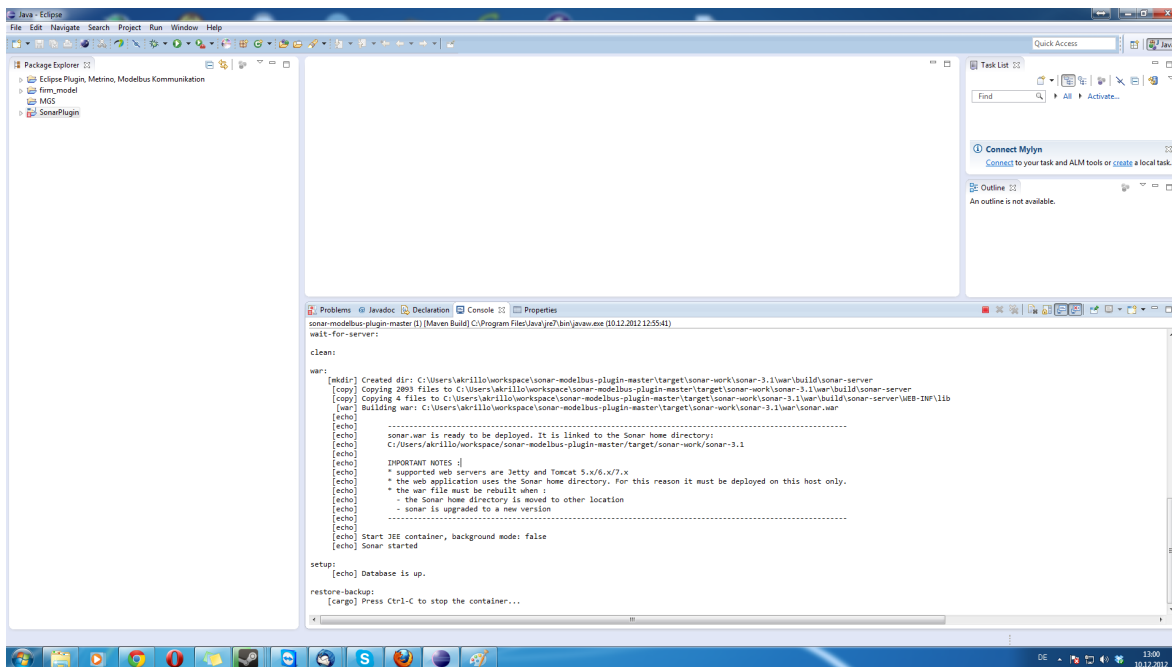 Java - Eclipse
File Edit Navigate Search Project Run Window Help
Quick Access
Java
Package Explorer
Eclipse Plugin, Metrino, Modelbus Kommunikation
firm_model
MGS
SonarPlugin
Task List
Find All Activate...
Connect Mylyn
Connect to your task and ALM tools or create a local task.
Outline
An outline is not available.
Problems @ Javadoc Declaration Console Properties
sonar-modelbus-plugin-master (1) [Maven Build] C:\Program Files\Java\jre7\bin\javaw.exe (10.12.2012 12:55:41)
wait-for-server:
clean:
war:
[mkdir] Created dir: C:\Users\akrillo\workspace\sonar-modelbus-plugin-master\target\sonar-work\sonar-3.1\war\build\sonar-server
[copy] Copying 2093 files to C:\Users\akrillo\workspace\sonar-modelbus-plugin-master\target\sonar-work\sonar-3.1\war\build\sonar-server
[copy] Copying 4 files to C:\Users\akrillo\workspace\sonar-modelbus-plugin-master\target\sonar-work\sonar-3.1\war\build\sonar-server\WEB-INF\lib
[war] Building war: C:\Users\akrillo\workspace\sonar-modelbus-plugin-master\target\sonar-work\sonar-3.1\war\sonar.war
[echo]
[echo] ------------------------------------------------------------------------------------
[echo] sonar.war is ready to be deployed. It is linked to the Sonar home directory:
[echo] C:/Users/akrillo/workspace/sonar-modelbus-plugin-master/target/sonar-work/sonar-3.1
[echo]
[echo] IMPORTANT NOTES :
[echo] * supported web servers are Jetty and Tomcat 5.x/6.x/7.x
[echo] * the web application uses the Sonar home directory. For this reason it must be deployed on this host only.
[echo] * the war file must be rebuilt when :
[echo] - the Sonar home directory is moved to other location
[echo] - sonar is upgraded to a new version
[echo] ------------------------------------------------------------------------------------
[echo]
[echo] Start JEE container, background mode: false
[echo] Sonar started
setup:
[echo] Database is up.
restore-backup:
[cargo] Press Ctrl-C to stop the container...
DE
13:00
10.12.2012